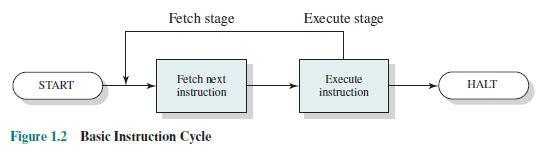 Fetch stage Execute stage
START
Fetch next
instruction
Execute
instruction
HALT
Figure 1.2 Basic Instruction Cycle